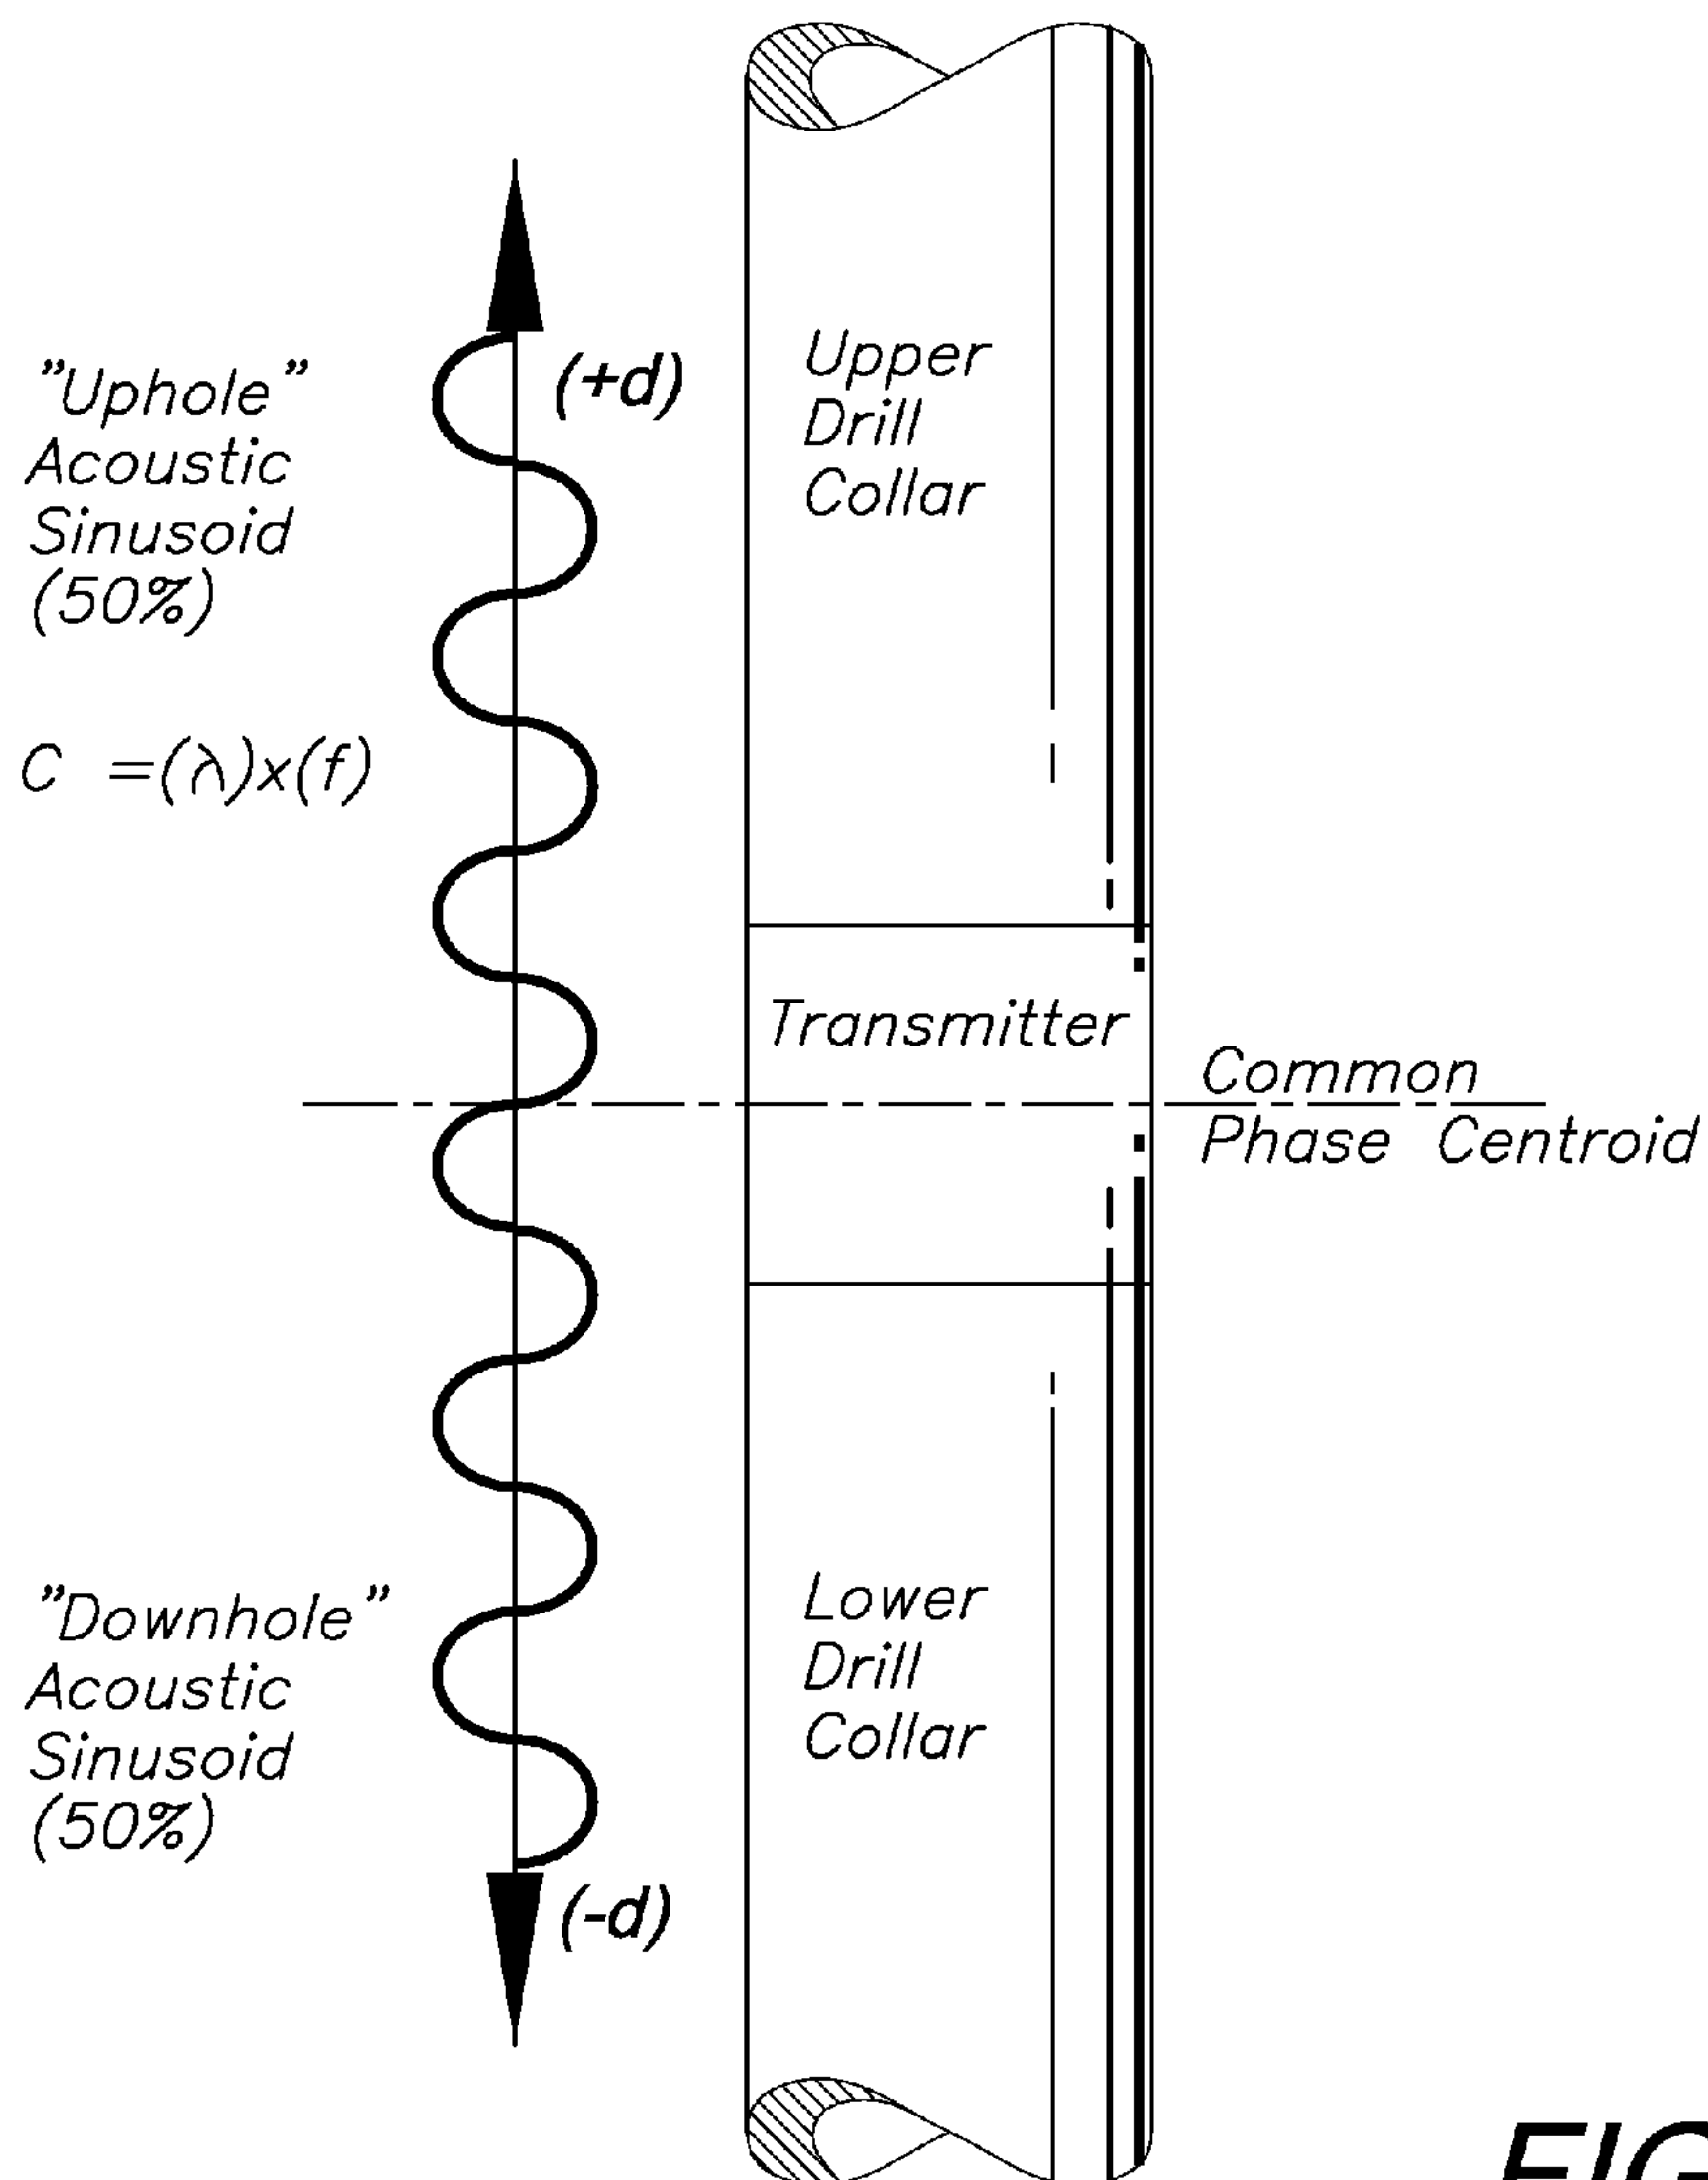 (+d)
"Uphole"
Acoustic
Sinusoid
(50%)
C =(λ)x(f)
Upper
Drill
Collar
Transmitter
Common
Phase Centroid
"Downhole"
Acoustic
Sinusoid
(50%)
Lower
Drill
Collar
(-d)